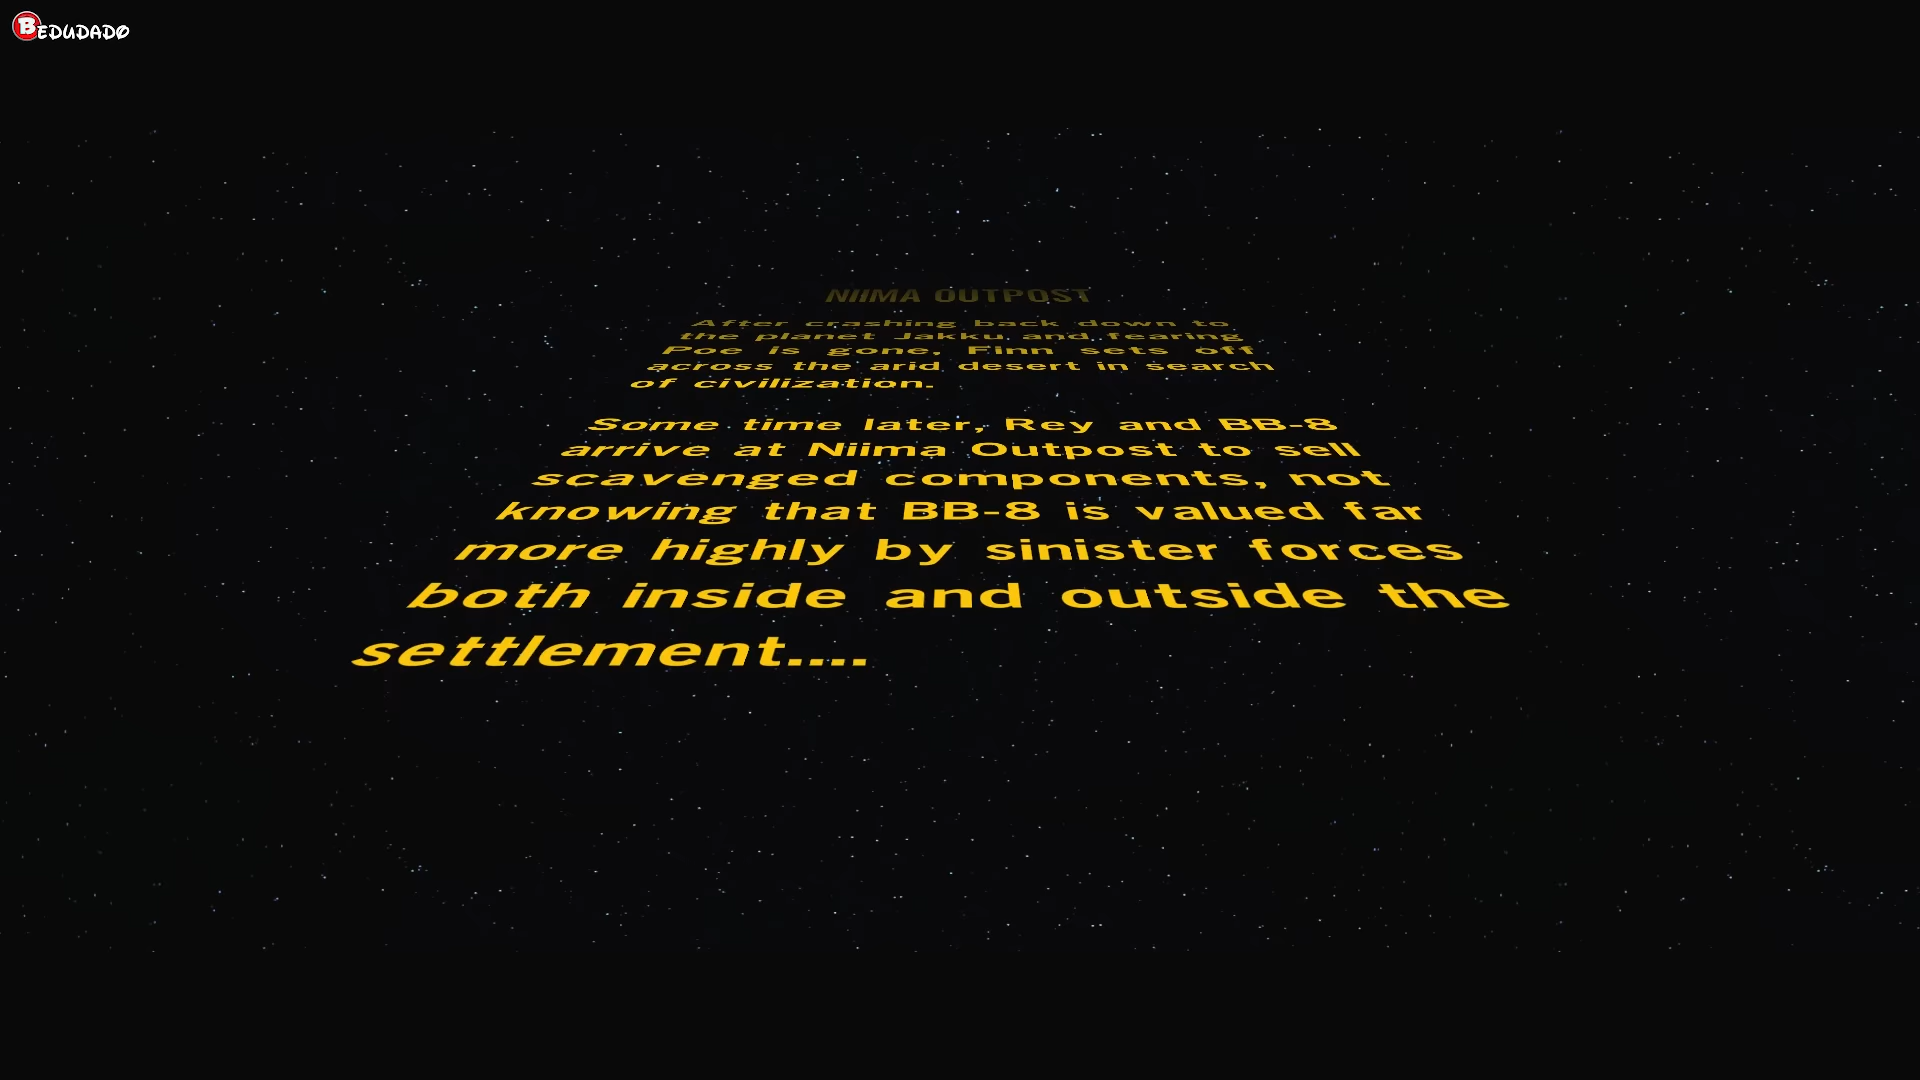 BEDUDADO
NIIMA OUTPOST
After crashing back down to
the planet Jakku and fearing
Poe is gone, Finn sets off
across the arid desert in search
of civilization.
Some time later, Rey and BB-8
arrive at Niima Outpost to sell
scavenged components, not
knowing that BB-8 is valued far
more highly by sinister forces
both inside and outside the
settlement....